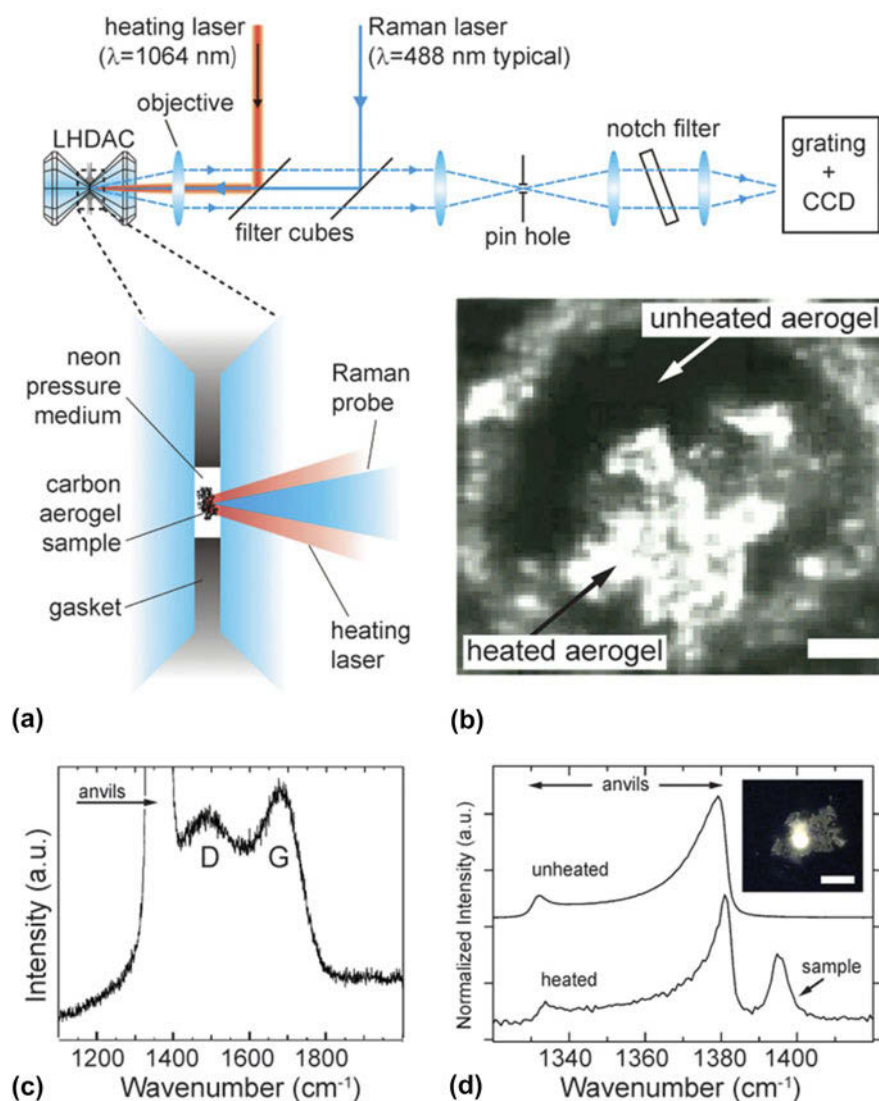 heating laser
(λ=1064 nm)
Raman laser
(λ=488 nm typical)
objective
LHDAC
notch filter
grating
+
CCD
filter cubes
pin hole
neon
pressure
medium
Raman
probe
carbon
aerogel
sample
gasket
heating
laser
(a)
unheated aerogel
heated aerogel
(b)
anvils
D
G
Intensity (a.u.)
1200
1400
1600
1800
Wavenumber (cm⁻¹)
(c)
anvils
unheated
heated
sample
Normalized Intensity (a.u.)
1340
1360
1380
1400
Wavenumber (cm⁻¹)
(d)